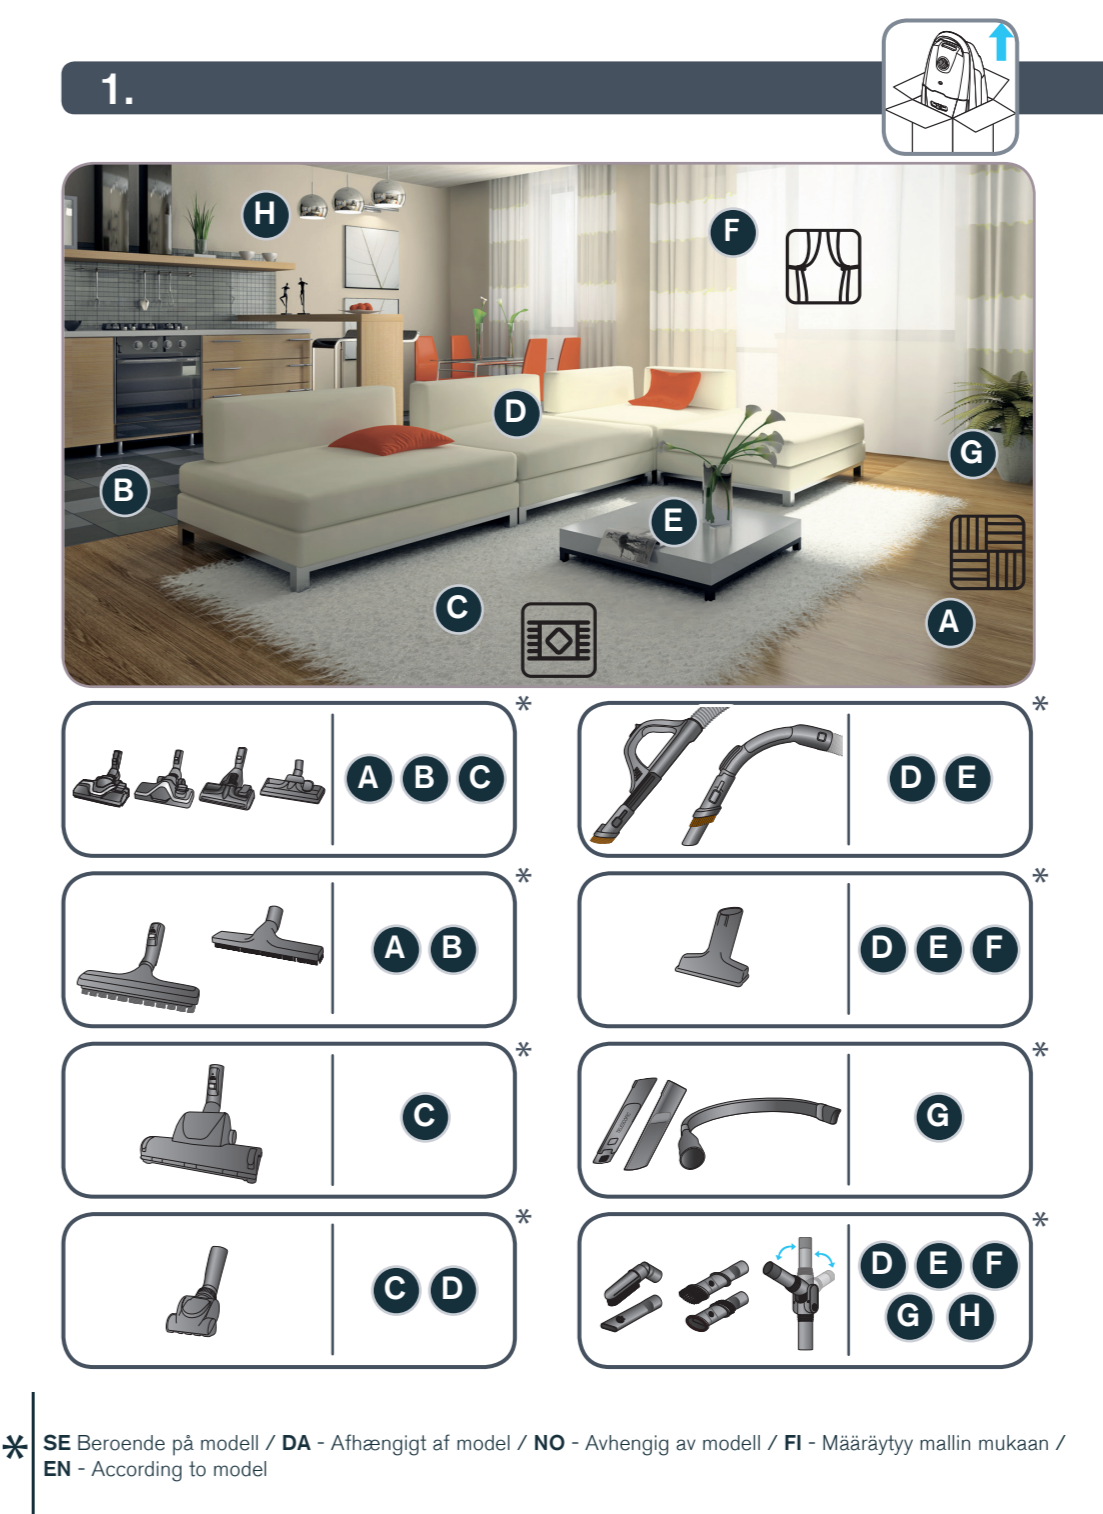 1.
H
F
D
G
B
E
C
A
* *
A B C
D E
* *
A B
D E F
* *
C
G
* *
C D
D E F
G H
* SE Beroende på modell / DA - Afhængigt af model / NO - Avhengig av modell / FI - Määräytyy mallin mukaan /
EN - According to model